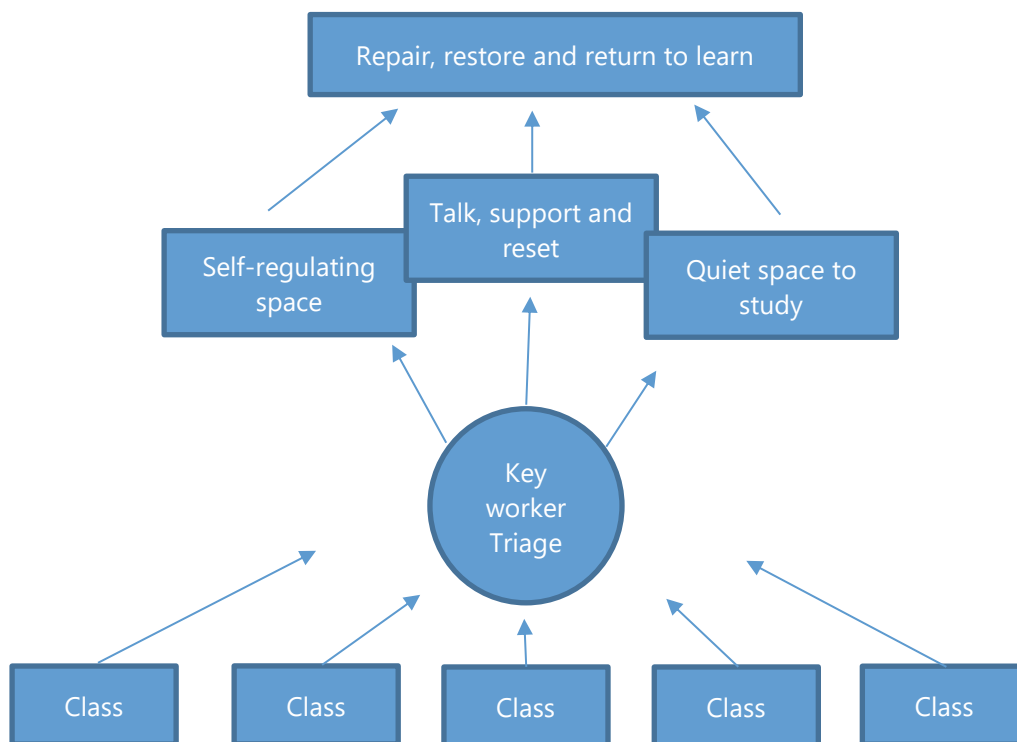 Repair, restore and return to learn
Talk, support and
reset
Self-regulating
space
Quiet space to
study
Key
worker
Triage
Class
Class
Class
Class
Class